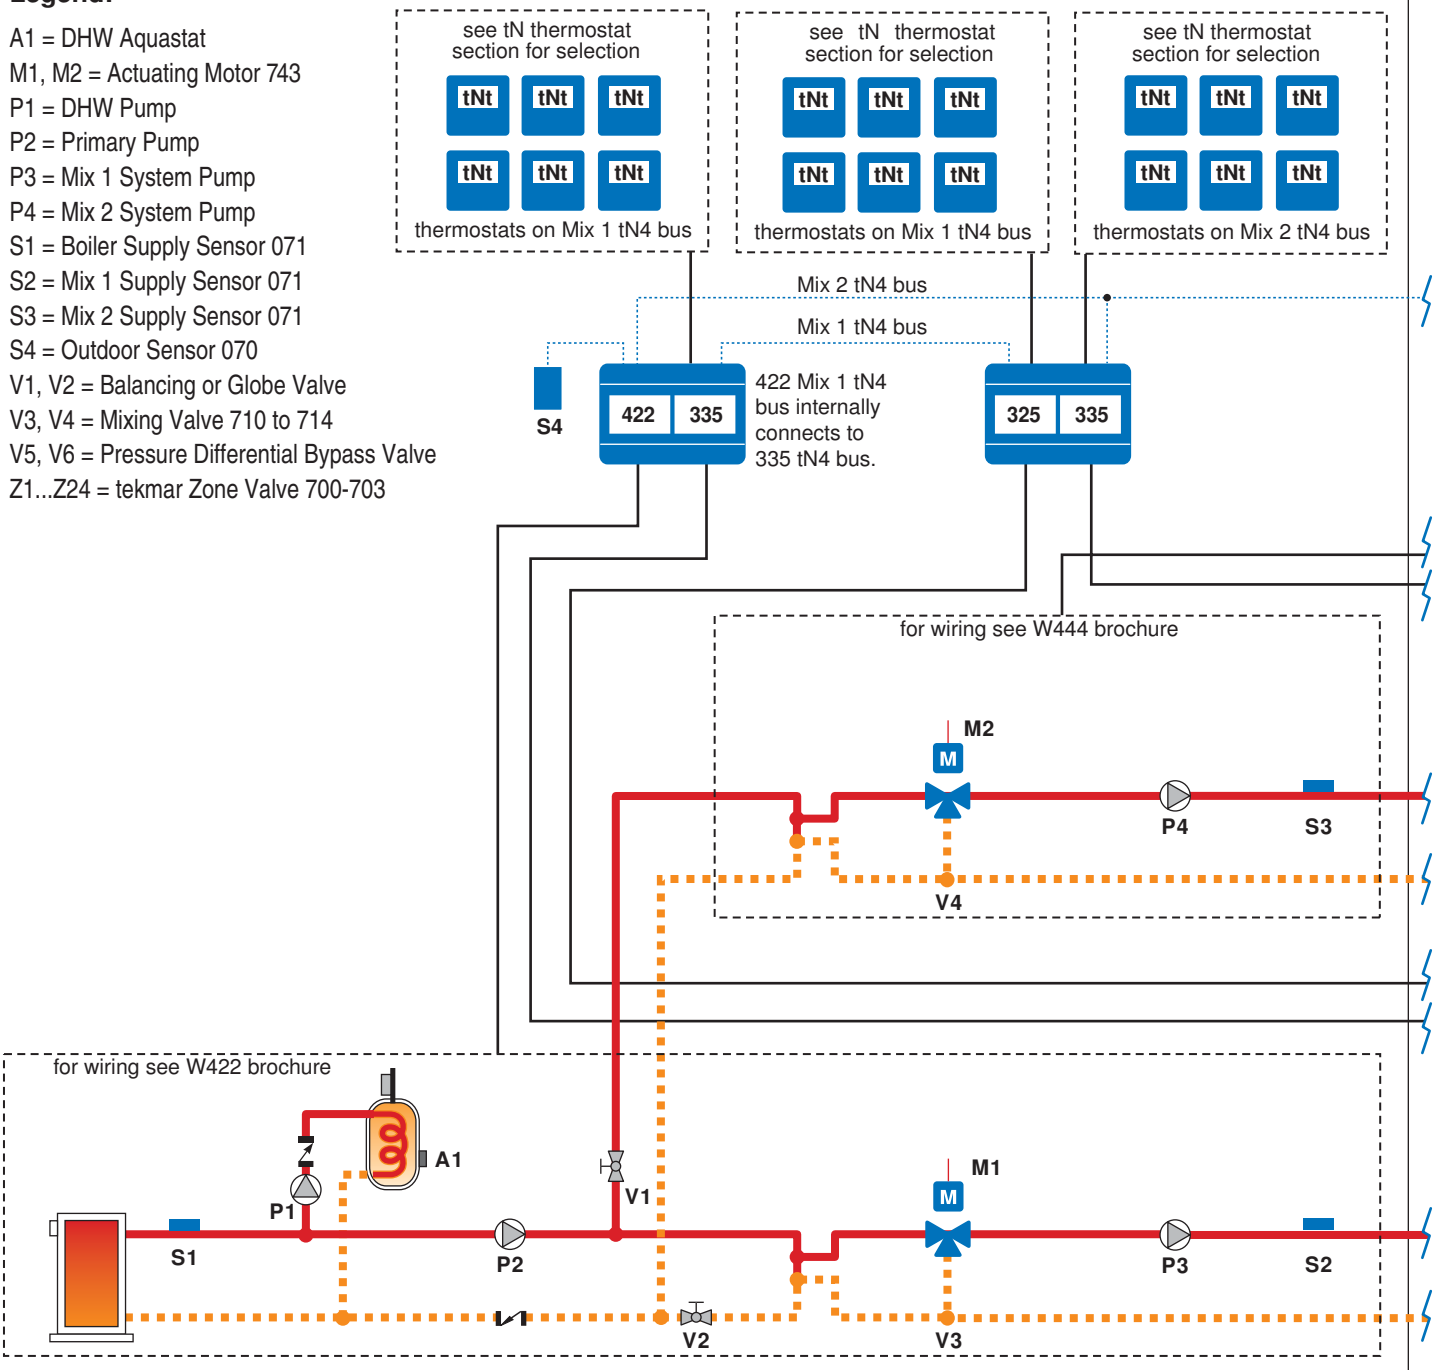 Legend:
A1 = DHW Aquastat
M1, M2 = Actuating Motor 743
P1 = DHW Pump
P2 = Primary Pump
P3 = Mix 1 System Pump
P4 = Mix 2 System Pump
S1 = Boiler Supply Sensor 071
S2 = Mix 1 Supply Sensor 071
S3 = Mix 2 Supply Sensor 071
S4 = Outdoor Sensor 070
V1, V2 = Balancing or Globe Valve
V3, V4 = Mixing Valve 710 to 714
V5, V6 = Pressure Differential Bypass Valve
Z1...Z24 = tekmar Zone Valve 700-703
see tN thermostat
section for selection
tNt tNt tNt
tNt tNt tNt
thermostats on Mix 1 tN4 bus
see tN thermostat
section for selection
tNt tNt tNt
tNt tNt tNt
thermostats on Mix 1 tN4 bus
see tN thermostat
section for selection
tNt tNt tNt
tNt tNt tNt
thermostats on Mix 2 tN4 bus
Mix 2 tN4 bus
Mix 1 tN4 bus
S4
422 335
422 Mix 1 tN4
bus internally
connects to
335 tN4 bus.
325 335
for wiring see W444 brochure
M2
M
P4
S3
V4
for wiring see W422 brochure
A1
P1
V1
M1
M
S1
P2
P3
S2
V2
V3